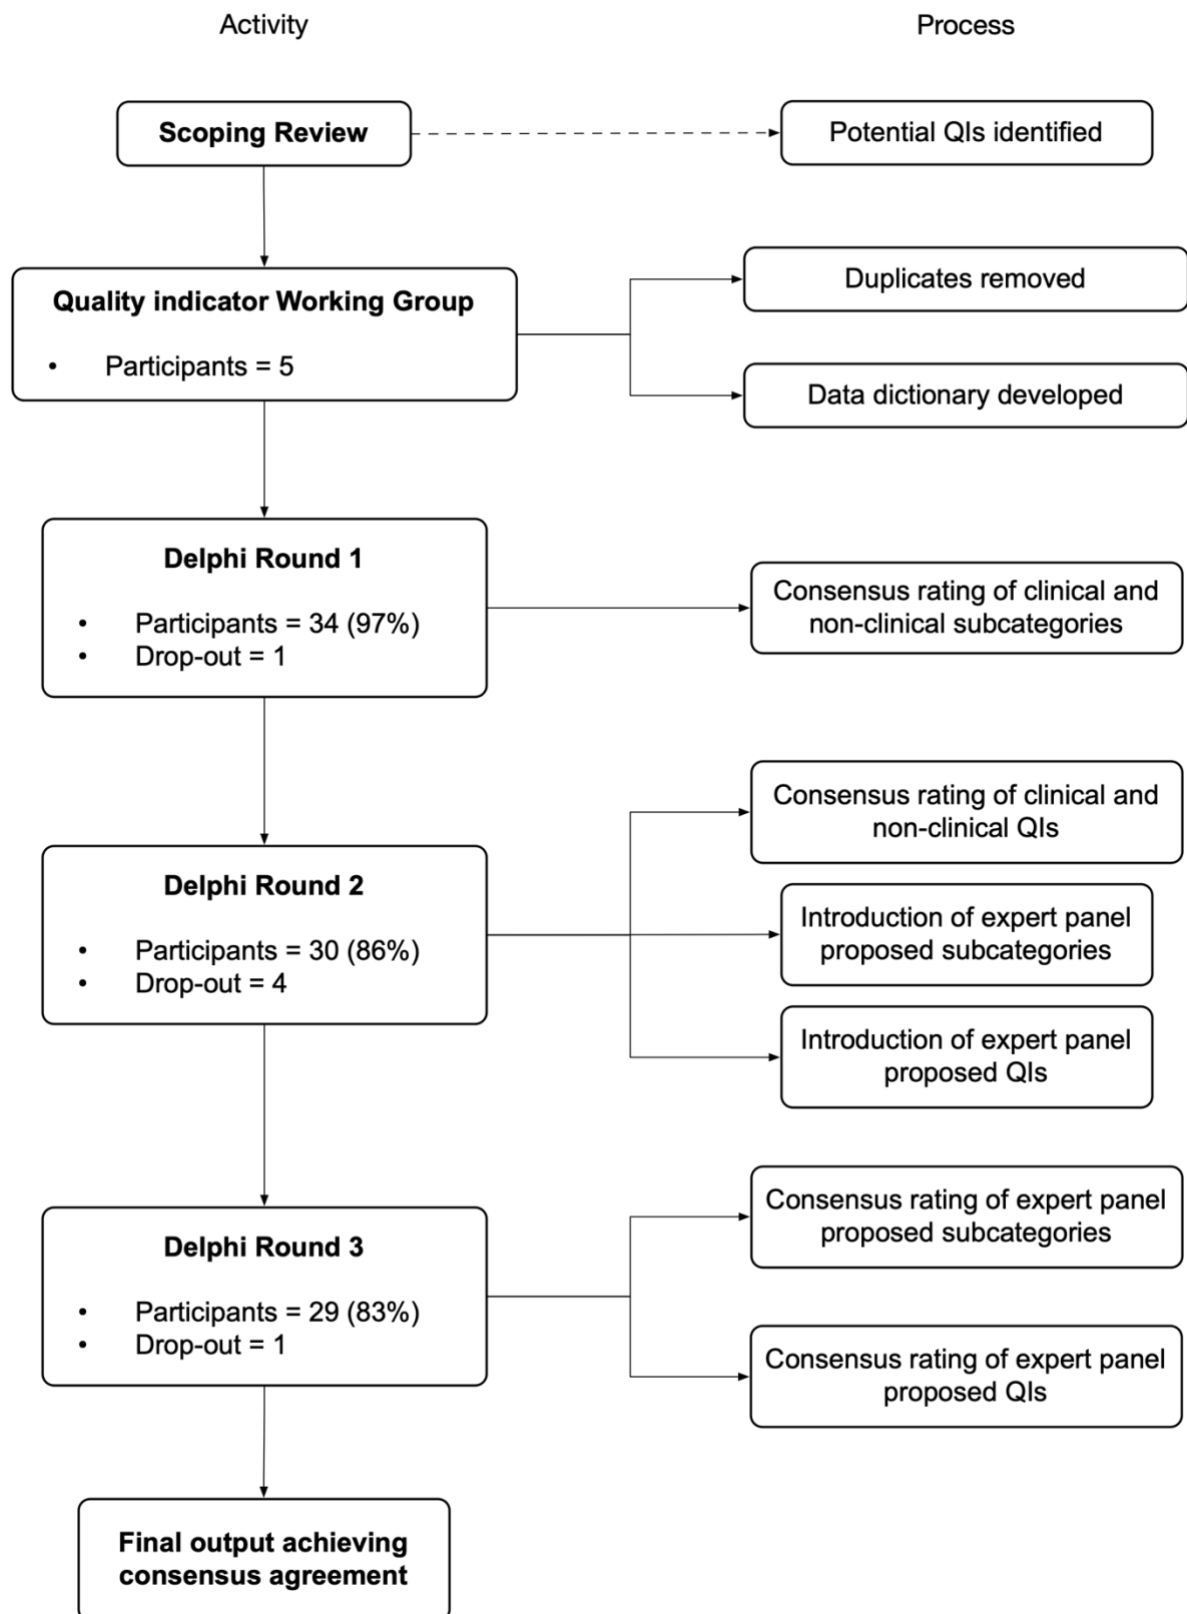 Activity
Process
Scoping Review
Potential QIs identified
Quality indicator Working Group
• Participants = 5
Duplicates removed
Data dictionary developed
Delphi Round 1
• Participants = 34 (97%)
• Drop-out = 1
Consensus rating of clinical and
non-clinical subcategories
Delphi Round 2
• Participants = 30 (86%)
• Drop-out = 4
Consensus rating of clinical and
non-clinical QIs
Introduction of expert panel
proposed subcategories
Introduction of expert panel
proposed QIs
Delphi Round 3
• Participants = 29 (83%)
• Drop-out = 1
Consensus rating of expert panel
proposed subcategories
Consensus rating of expert panel
proposed QIs
Final output achieving
consensus agreement